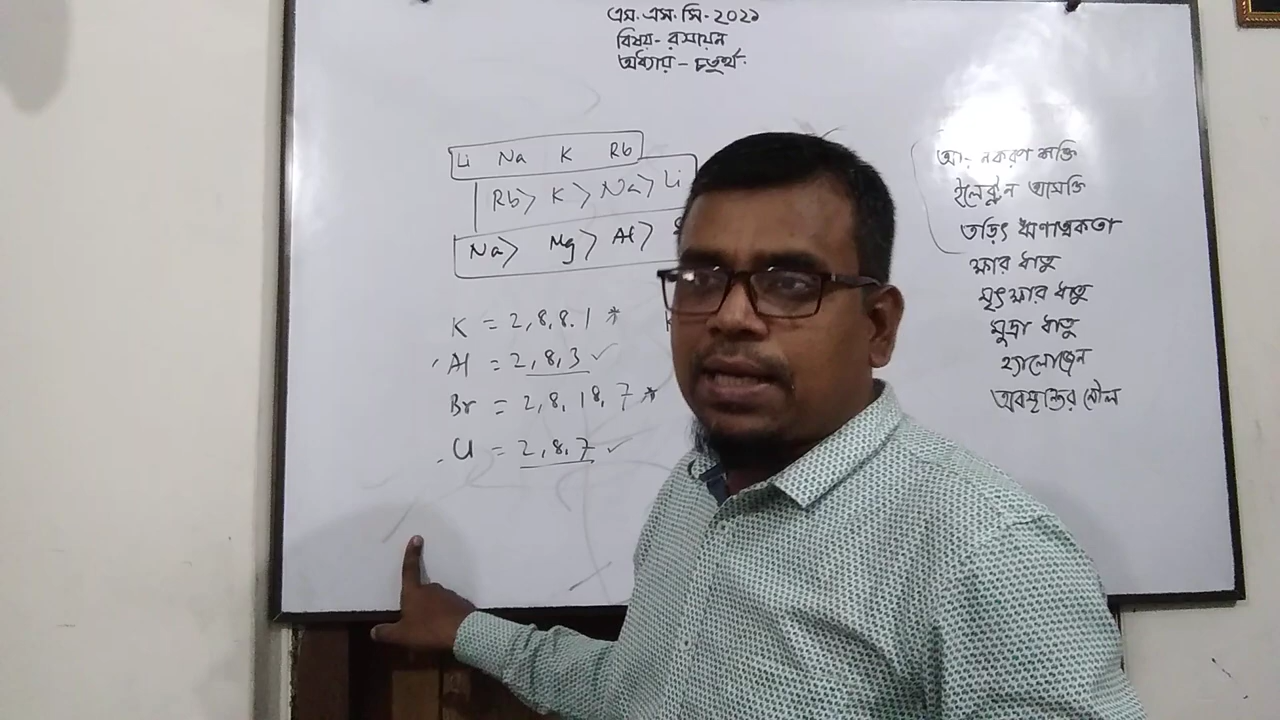 এস.এস.সি-২০২১
বিষয়- রসায়ন
অধ্যায় - চতুর্থ
Li Na K Rb
Rb > K > Na > Li
Na > Mg > Al >
K = 2,8,8.1 *
Al = 2,8,3 ✓
Br = 2,8,18,7 *
Cl = 2,8,7 ✓
শক্তি
ইলেকট্রন আসক্তি
তড়িৎ ঋণাত্মকতা
ক্ষার ধাতু
মৃৎক্ষার ধাতু
মুদ্রা ধাতু
হ্যালোজেন
অবস্থান্তর মৌল